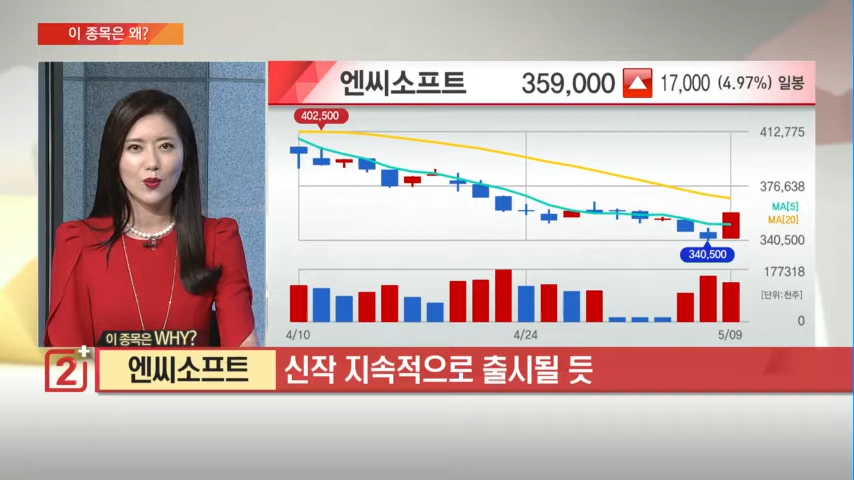 이 종목은 왜?
엔씨소프트 359,000 17,000 (4.97%) 일봉
402,500
412,775
376,638
MA[5]
MA[20]
340,500
340,500
177318
[단위:천주]
0
4/10 4/24 5/09
이 종목은 WHY?
2+ 엔씨소프트 신작 지속적으로 출시될 듯